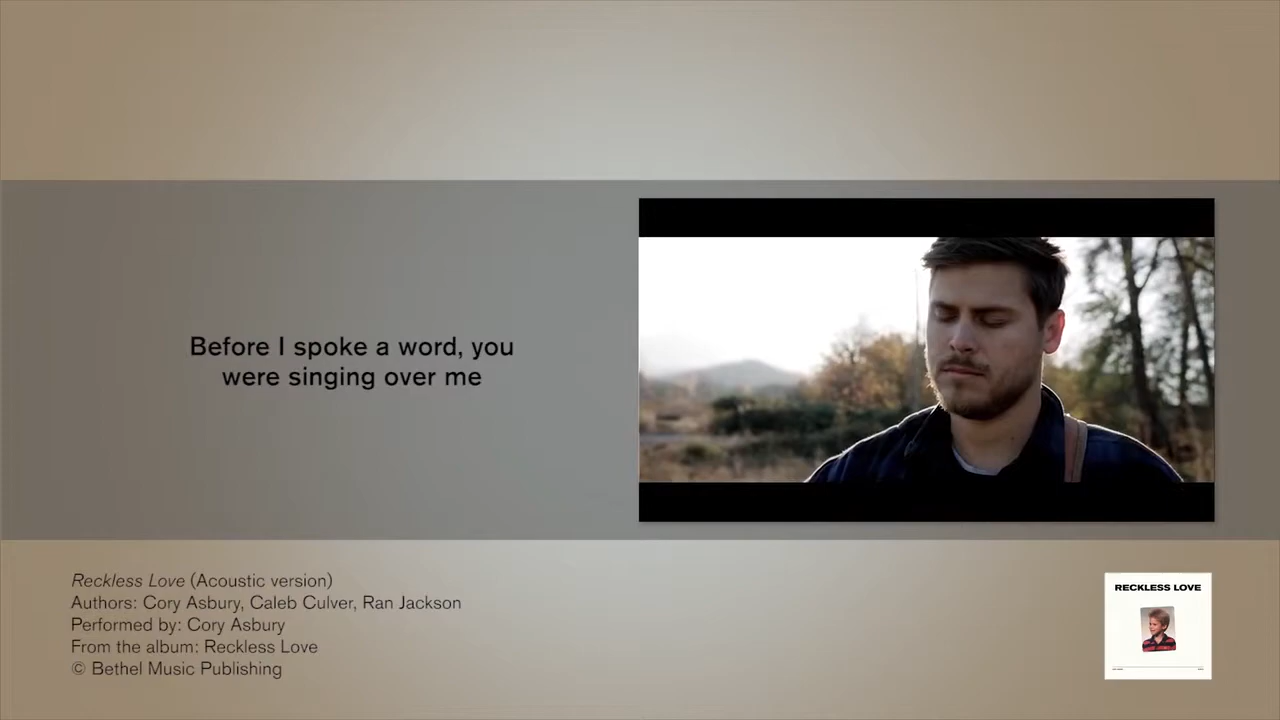 Before I spoke a word, you
were singing over me
Reckless Love (Acoustic version)
Authors: Cory Asbury, Caleb Culver, Ran Jackson
Performed by: Cory Asbury
From the album: Reckless Love
© Bethel Music Publishing
RECKLESS LOVE